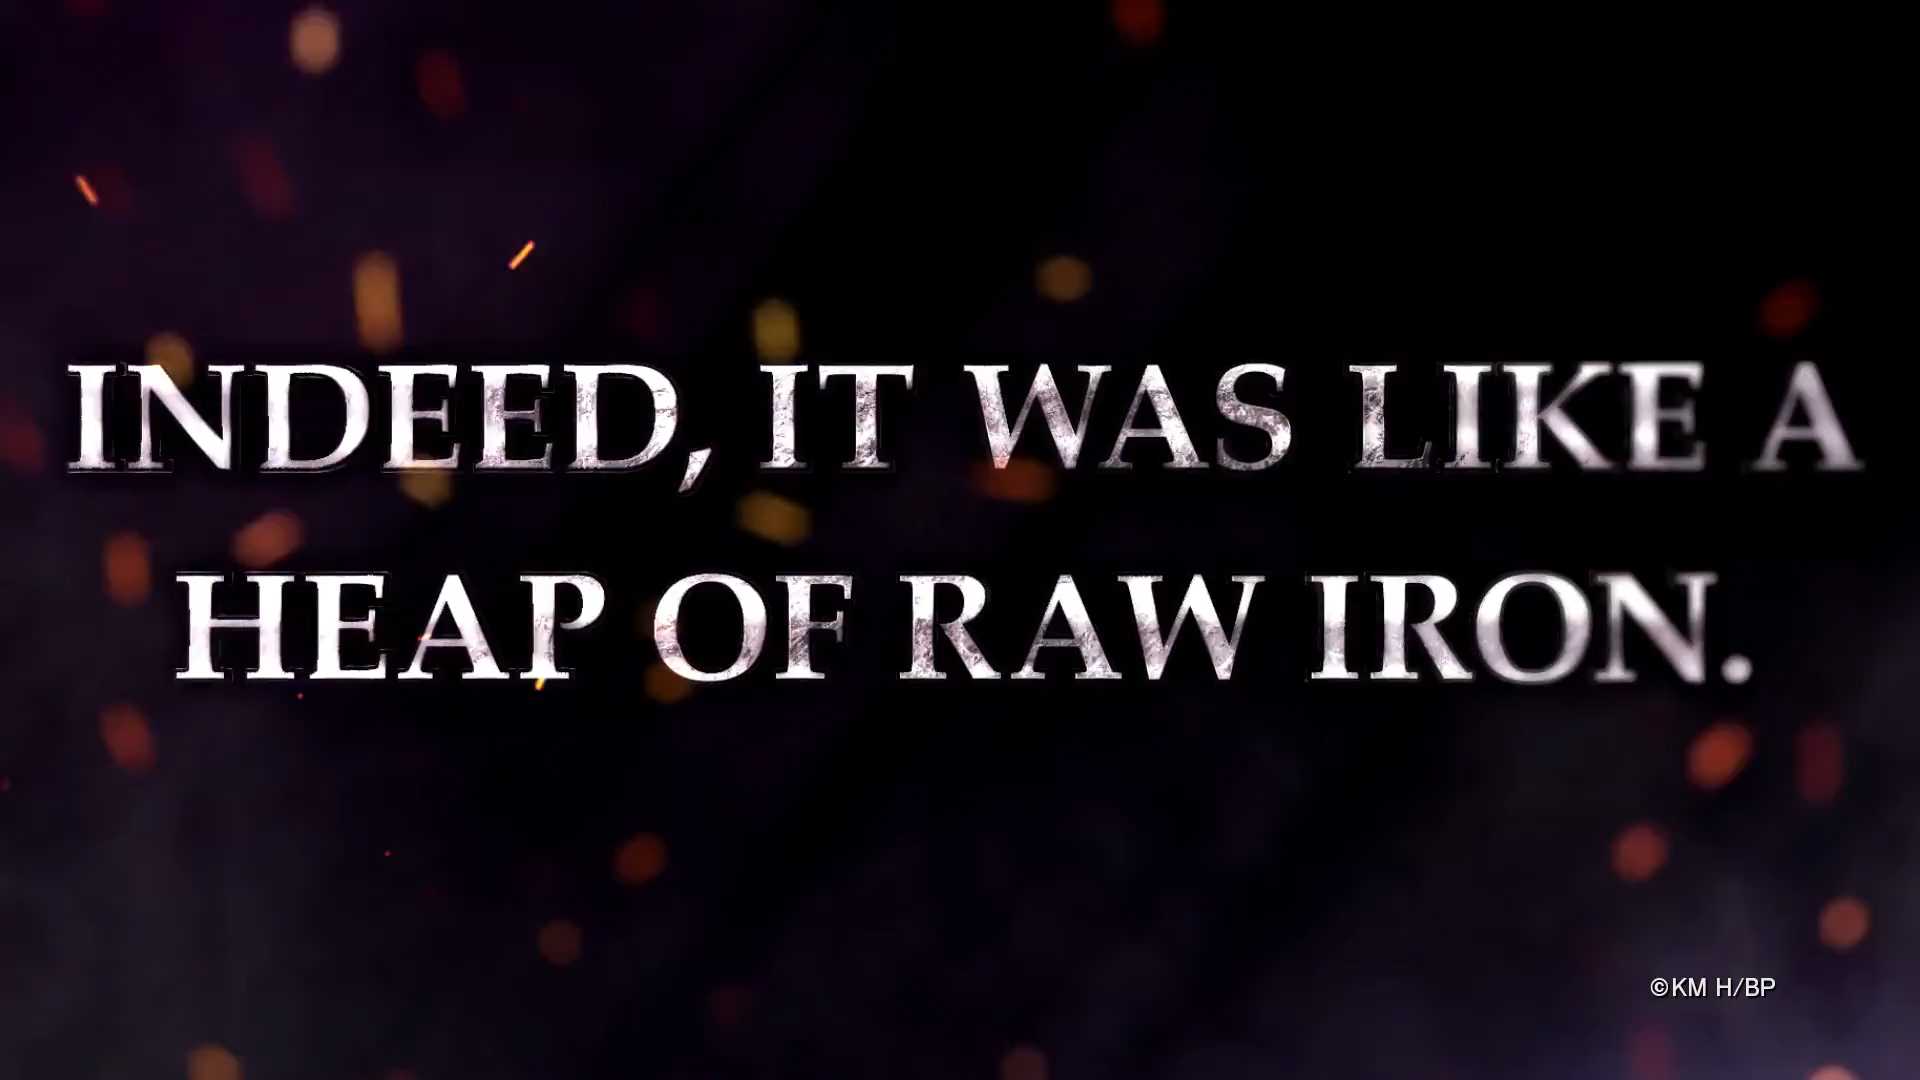 INDEED, IT WAS LIKE A
HEAP OF RAW IRON.
©KM H/BP